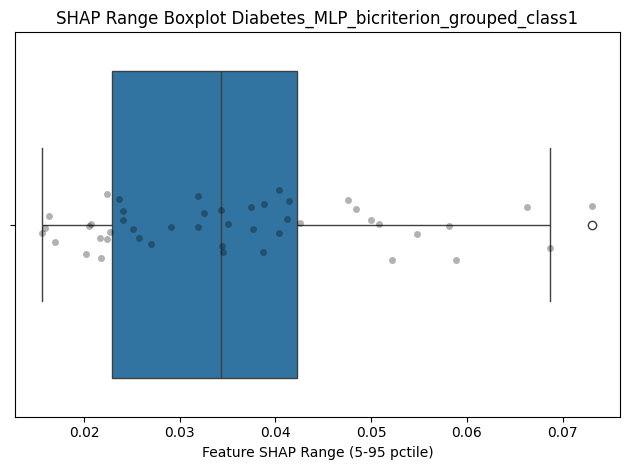 SHAP Range Boxplot Diabetes_MLP_bicriterion_grouped_class1
0.02 0.03 0.04 0.05 0.06 0.07
Feature SHAP Range (5-95 pctile)